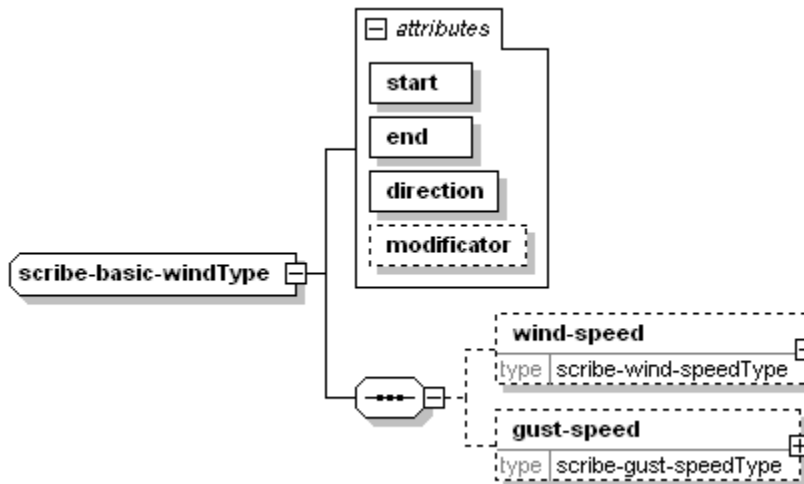 attributes
start
end
direction
modificator
scribe-basic-windType
wind-speed
type scribe-wind-speedType
gust-speed
type scribe-gust-speedType